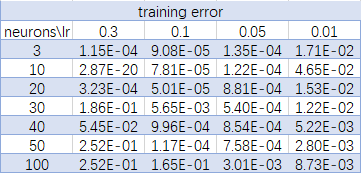 training error
neurons\lr 0.3 0.1 0.05 0.01
3 1.15E-04 9.08E-05 1.35E-04 1.71E-02
10 2.87E-20 7.81E-05 1.22E-04 4.65E-02
20 3.23E-04 5.01E-05 8.81E-04 1.53E-02
30 1.86E-01 5.65E-03 5.40E-04 1.22E-02
40 5.45E-02 9.96E-04 8.54E-04 5.22E-03
50 2.52E-01 1.17E-04 7.58E-04 2.80E-03
100 2.52E-01 1.65E-01 3.01E-03 8.73E-03